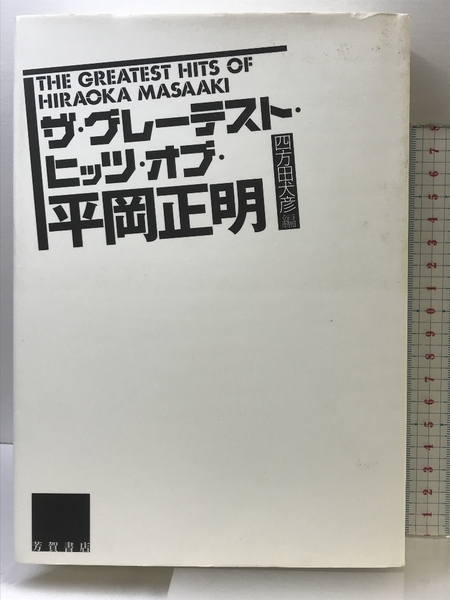 THE GREATEST HITS OF
HIRAOKA MASAAKI
ザ・グレーテスト・
ヒッツ・オブ・
平岡正明
四方田犬彦編
芳賀書店